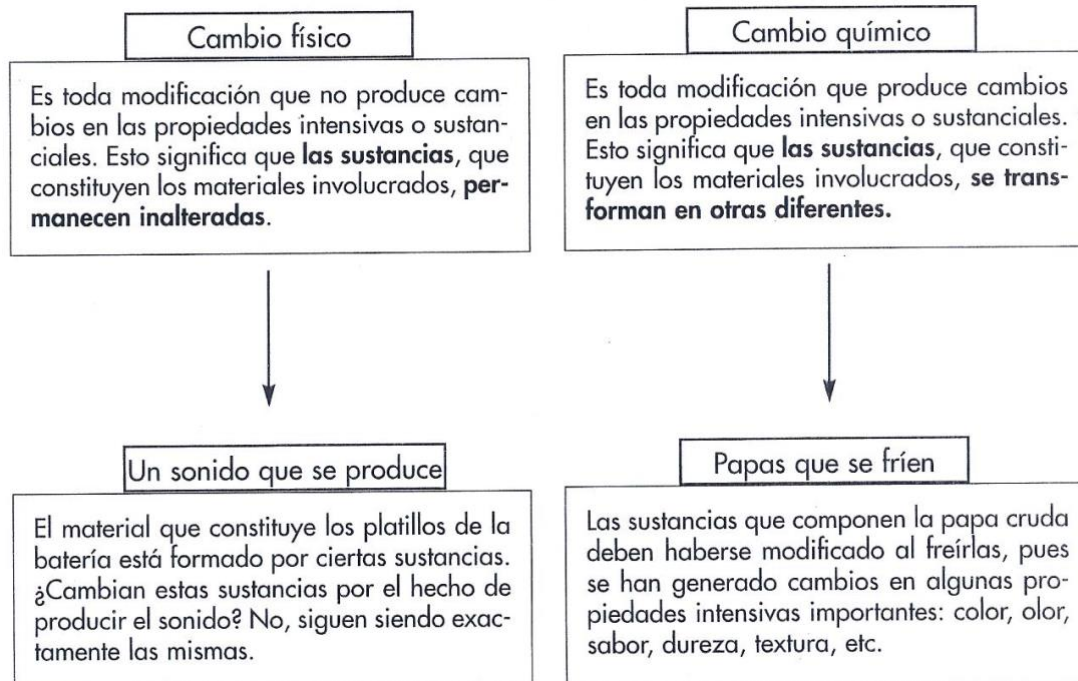 Cambio físico
Es toda modificación que no produce cam-
bios en las propiedades intensivas o sustan-
ciales. Esto significa que las sustancias, que
constituyen los materiales involucrados, per-
manecen inalteradas.
Un sonido que se produce
El material que constituye los platillos de la
batería está formado por ciertas sustancias.
¿Cambian estas sustancias por el hecho de
producir el sonido? No, siguen siendo exac-
tamente las mismas.
Cambio químico
Es toda modificación que produce cambios
en las propiedades intensivas o sustanciales.
Esto significa que las sustancias, que consti-
tuyen los materiales involucrados, se trans-
forman en otras diferentes.
Papas que se fríen
Las sustancias que componen la papa cruda
deben haberse modificado al freírlas, pues
se han generado cambios en algunas pro-
piedades intensivas importantes: color, olor,
sabor, dureza, textura, etc.